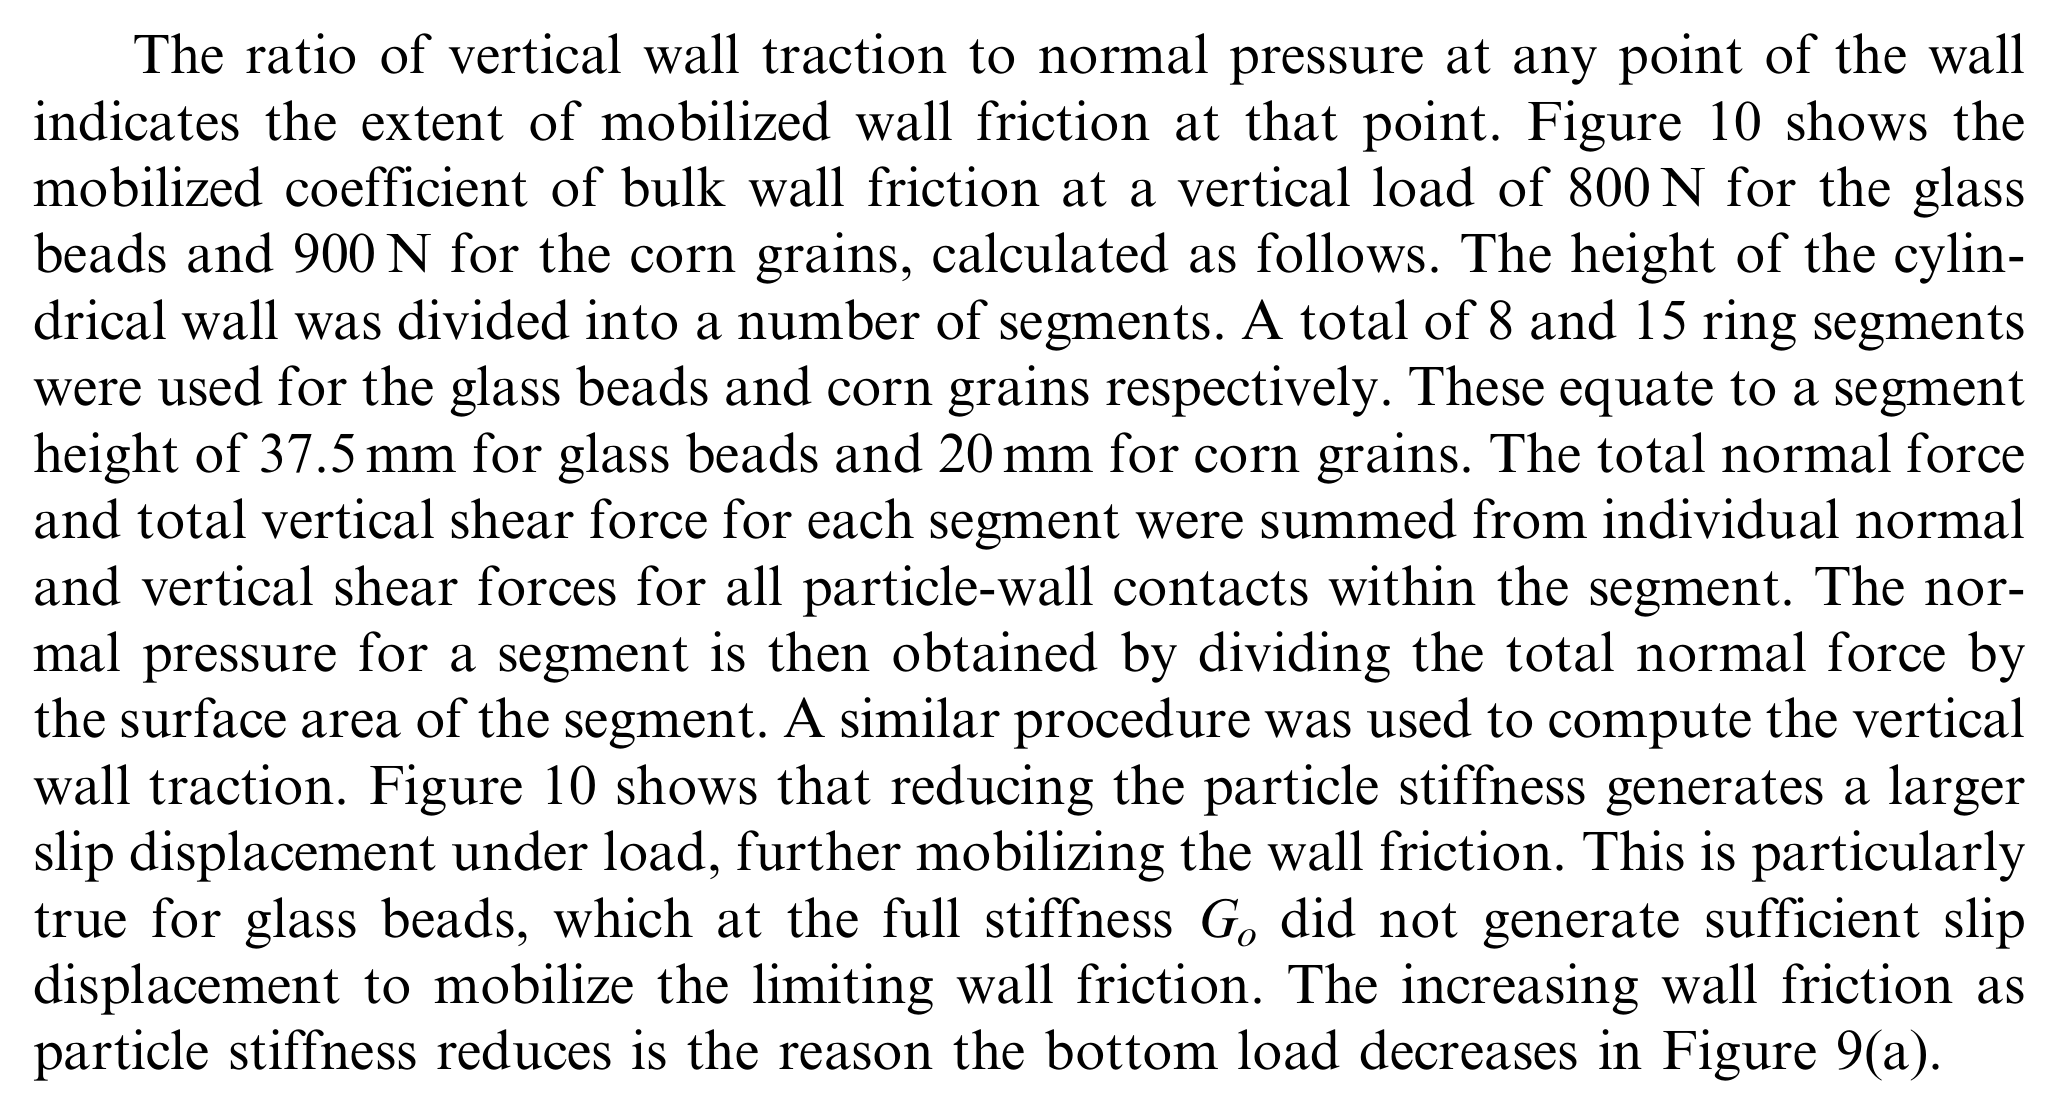 The ratio of vertical wall traction to normal pressure at any point of the wall
indicates the extent of mobilized wall friction at that point. Figure 10 shows the
mobilized coefficient of bulk wall friction at a vertical load of 800 N for the glass
beads and 900 N for the corn grains, calculated as follows. The height of the cylin-
drical wall was divided into a number of segments. A total of 8 and 15 ring segments
were used for the glass beads and corn grains respectively. These equate to a segment
height of 37.5 mm for glass beads and 20 mm for corn grains. The total normal force
and total vertical shear force for each segment were summed from individual normal
and vertical shear forces for all particle-wall contacts within the segment. The nor-
mal pressure for a segment is then obtained by dividing the total normal force by
the surface area of the segment. A similar procedure was used to compute the vertical
wall traction. Figure 10 shows that reducing the particle stiffness generates a larger
slip displacement under load, further mobilizing the wall friction. This is particularly
true for glass beads, which at the full stiffness Gₒ did not generate sufficient slip
displacement to mobilize the limiting wall friction. The increasing wall friction as
particle stiffness reduces is the reason the bottom load decreases in Figure 9(a).